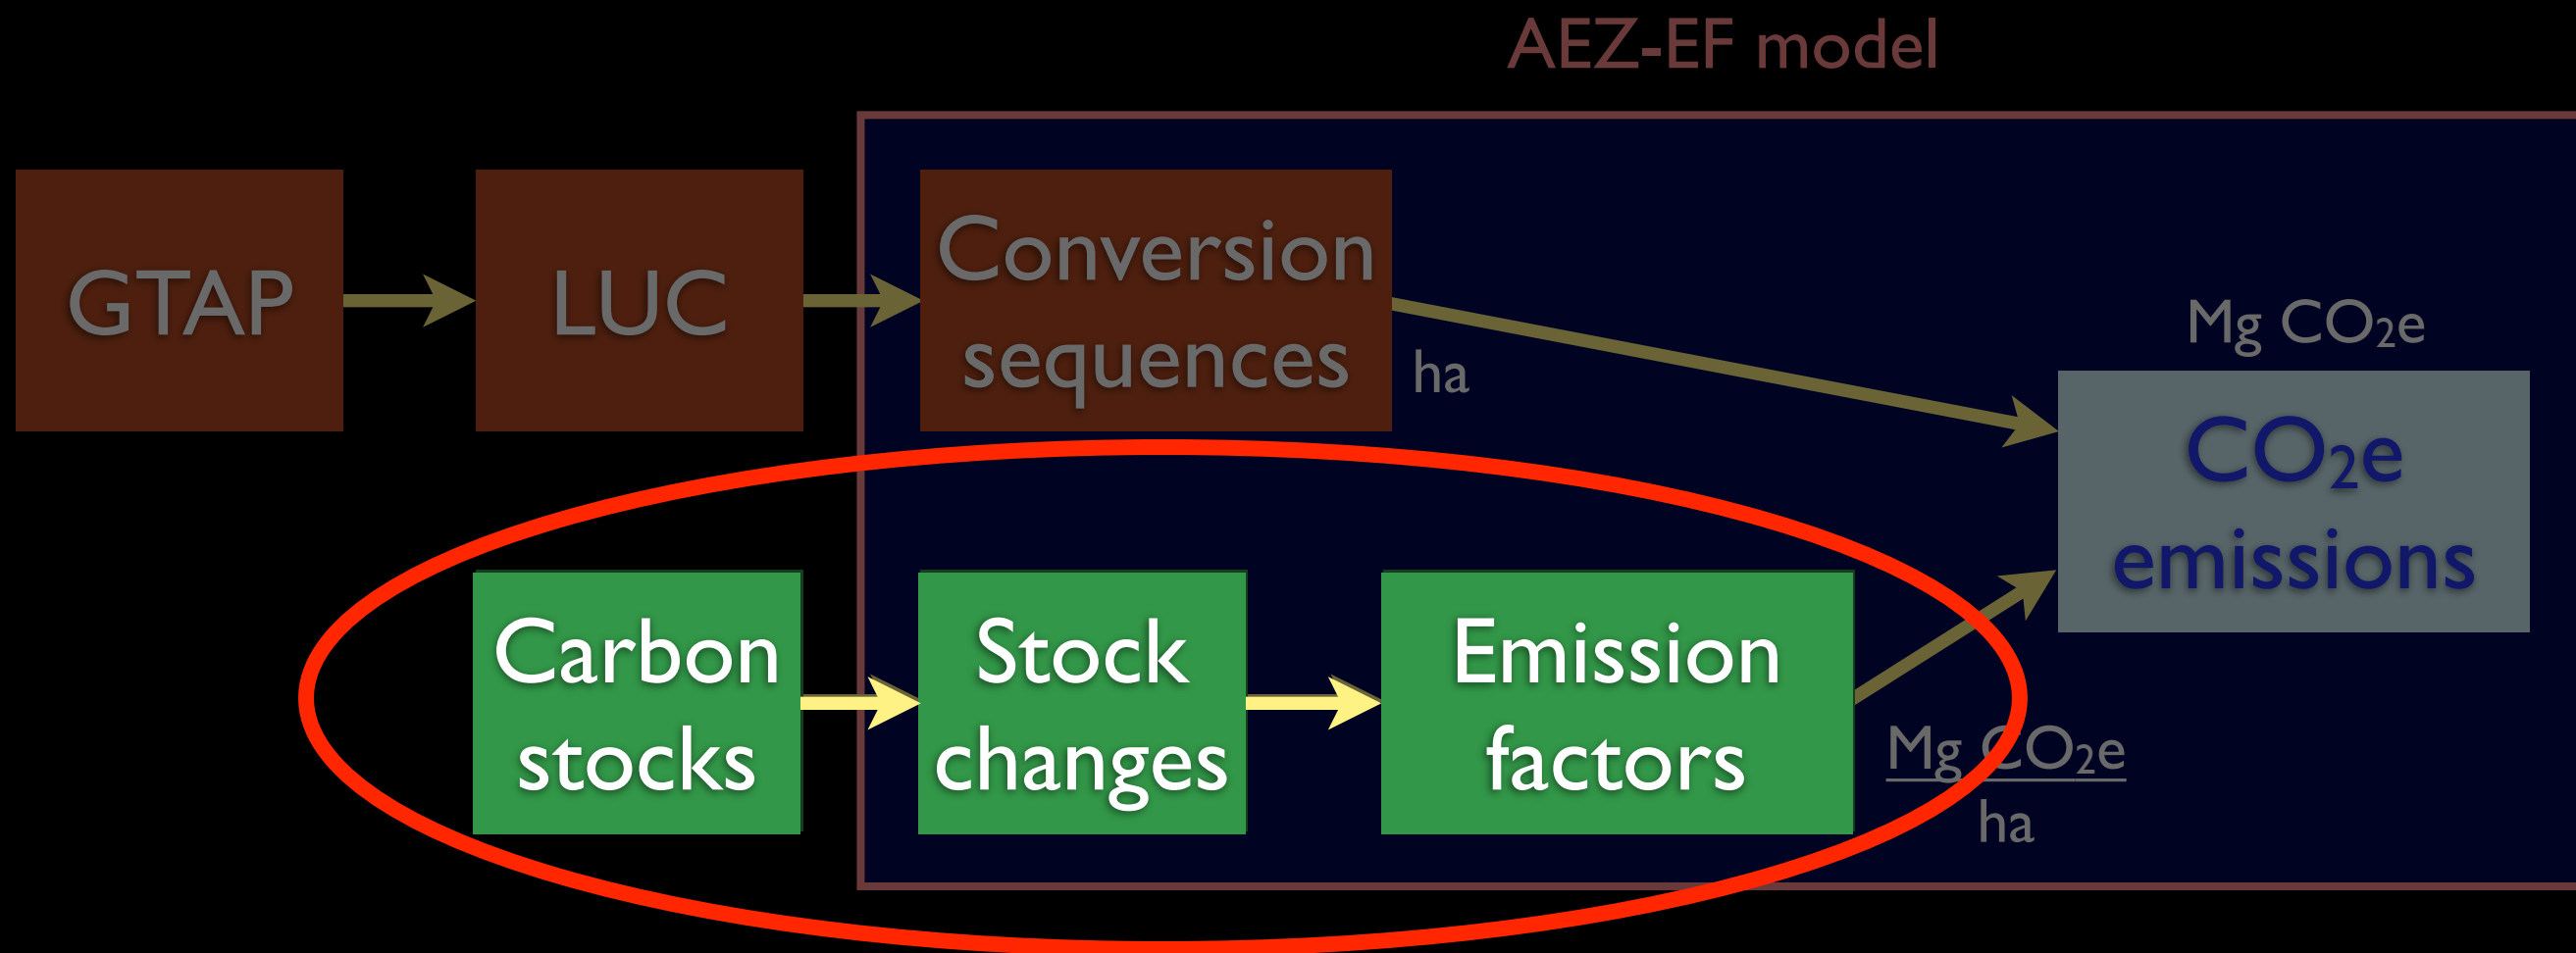 AEZ-EF model
GTAP
LUC
Conversion
sequences
ha
Mg CO₂e
CO₂e
emissions
Carbon
stocks
Stock
changes
Emission
factors
Mg CO₂e
ha